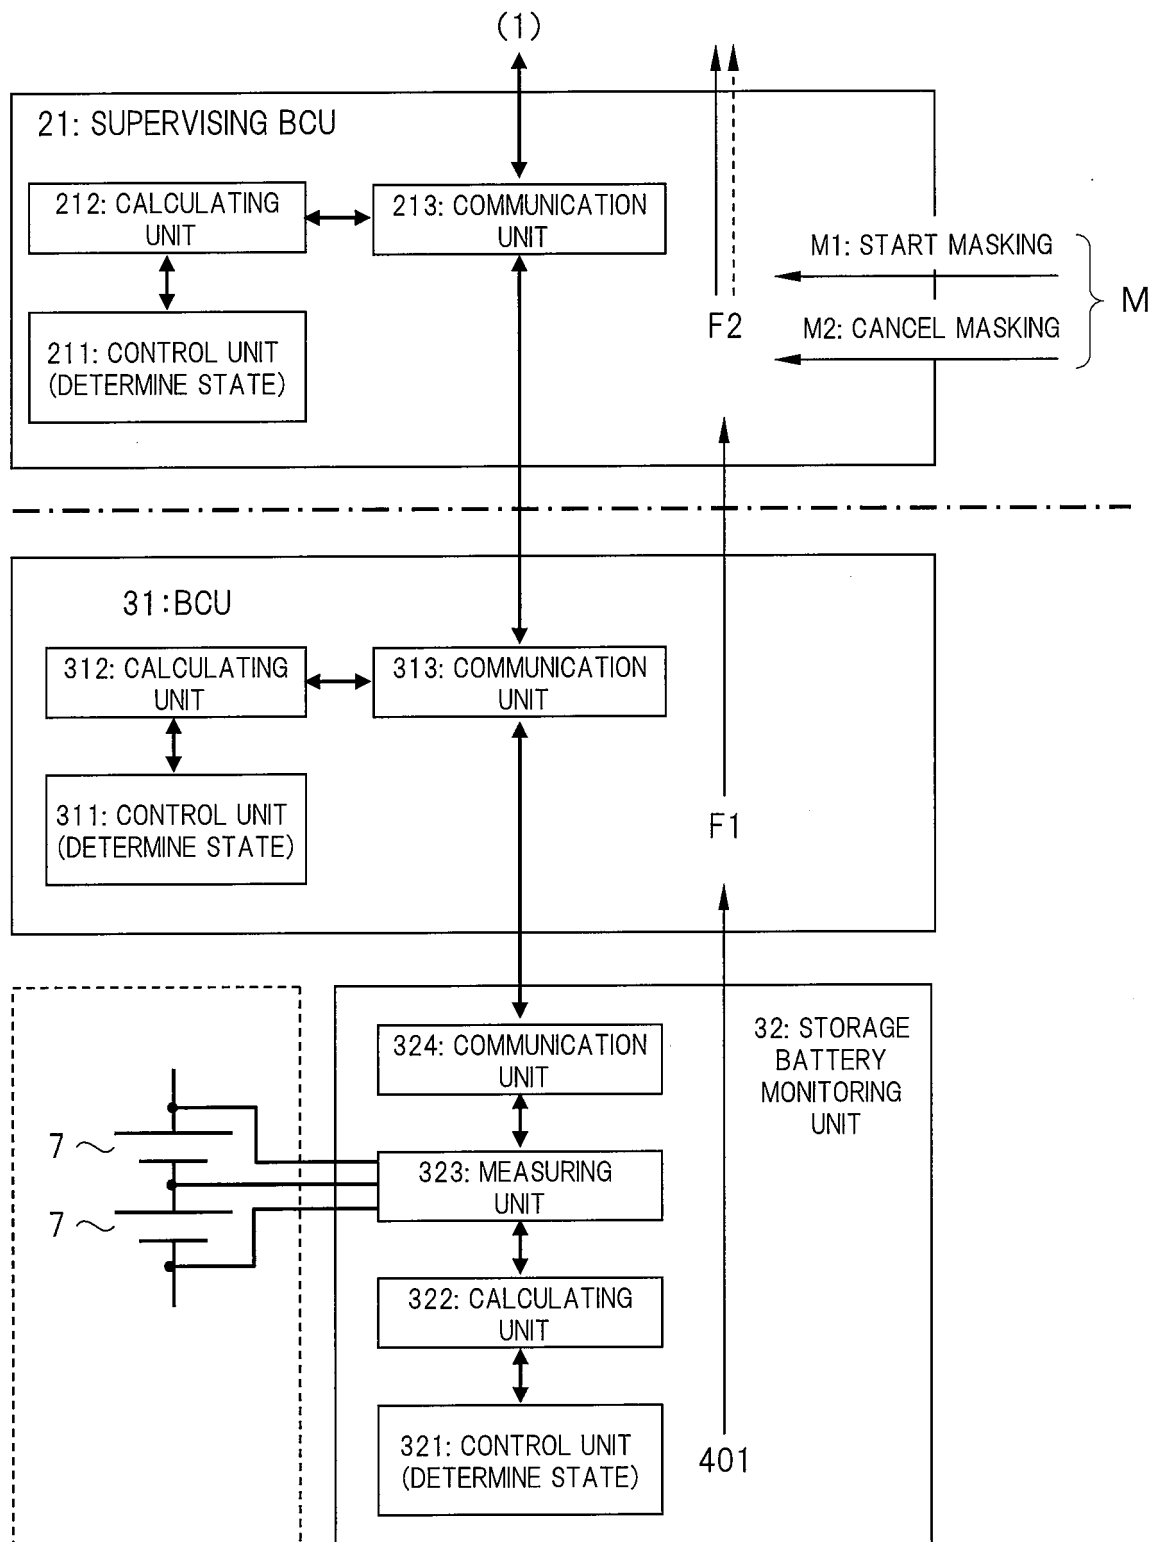 (1)
21: SUPERVISING BCU
212: CALCULATING
UNIT
213: COMMUNICATION
UNIT
M1: START MASKING
M
F2
M2: CANCEL MASKING
211: CONTROL UNIT
(DETERMINE STATE)
31:BCU
312: CALCULATING
UNIT
313: COMMUNICATION
UNIT
311: CONTROL UNIT
(DETERMINE STATE)
F1
324: COMMUNICATION
UNIT
32: STORAGE
BATTERY
MONITORING
UNIT
7
323: MEASURING
UNIT
7
322: CALCULATING
UNIT
321: CONTROL UNIT
(DETERMINE STATE)
401